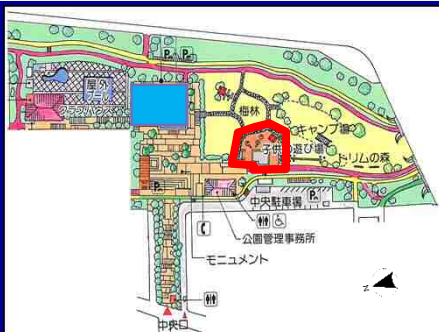 P
屋外
プール
クラブハウス
梅林
キャンプ場
子供の遊び場
ドリムの森
P
中央駐車場
P
公園管理事務所
モニュメント
中央口